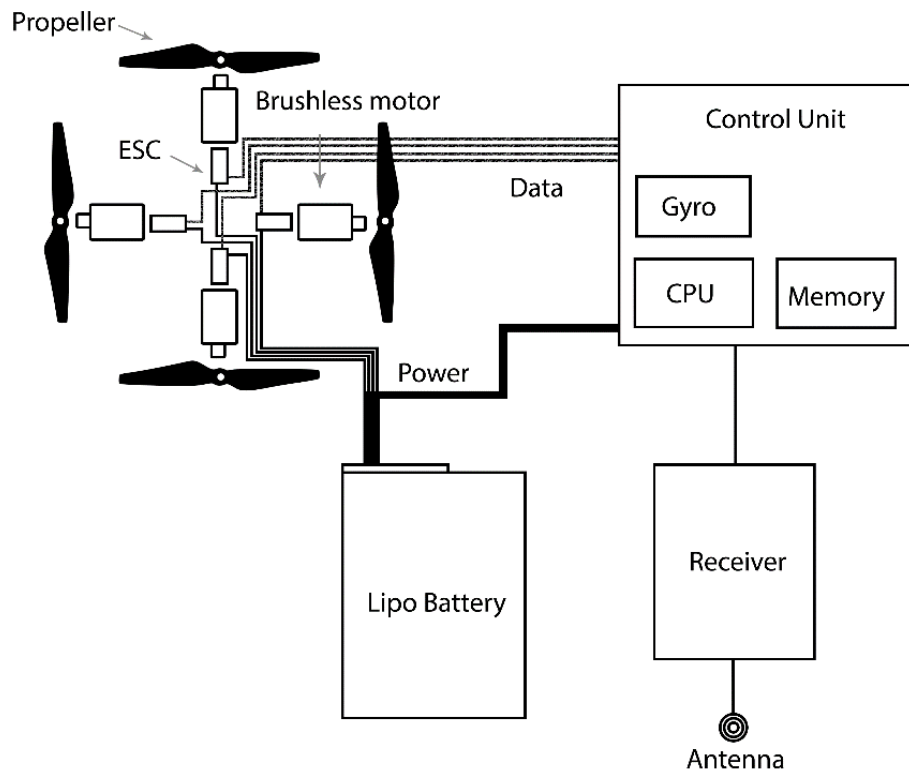 Propeller
Brushless motor
ESC
Control Unit
Data
Gyro
CPU
Memory
Power
Lipo Battery
Receiver
Antenna